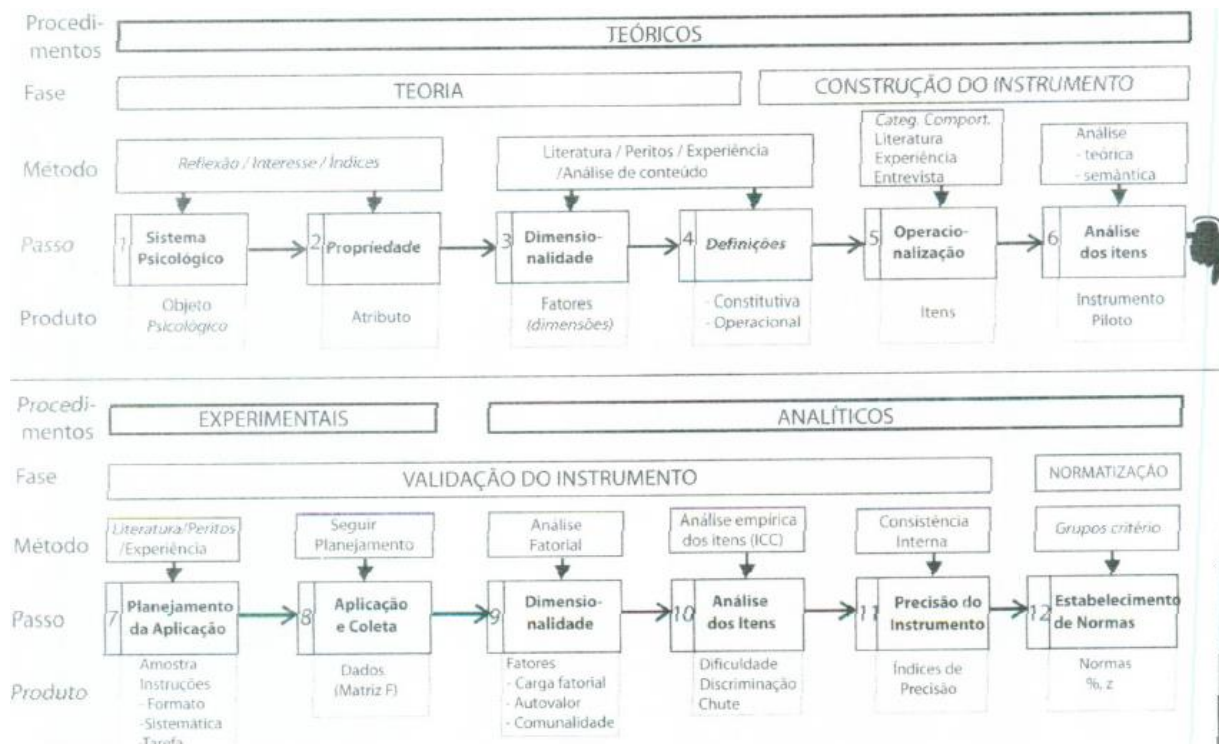 Procedi-
mentos
TEÓRICOS
Fase
TEORIA
CONSTRUÇÃO DO INSTRUMENTO
Método
Reflexão / Interesse / Índices
Literatura / Peritos / Experiência
/Análise de conteúdo
Categ. Comport.
Literatura
Experiência
Entrevista
Análise
- teórica
- semântica
Passo
1 Sistema
Psicológico
2 Propriedade
3 Dimensio-
nalidade
4 Definições
5 Operacio-
nalização
6 Análise
dos itens
Produto
Objeto
Psicológico
Atributo
Fatores
(dimensões)
- Constitutiva
- Operacional
Itens
Instrumento
Piloto
Procedi-
mentos
EXPERIMENTAIS
ANALÍTICOS
Fase
VALIDAÇÃO DO INSTRUMENTO
NORMATIZAÇÃO
Método
Literatura/Peritos
/Experiência
Seguir
Planejamento
Análise
Fatorial
Análise empírica
dos itens (ICC)
Consistência
Interna
Grupos critério
Passo
7 Planejamento
da Aplicação
8 Aplicação
e Coleta
9 Dimensio-
nalidade
10 Análise
dos Itens
11 Precisão do
Instrumento
12 Estabelecimento
de Normas
Produto
Amostra
Instruções
- Formato
-Sistemática
-Tarefa
Dados
(Matriz F)
Fatores
- Carga fatorial
- Autovalor
- Comunalidade
Dificuldade
Discriminação
Chute
Índices de
Precisão
Normas
%, z